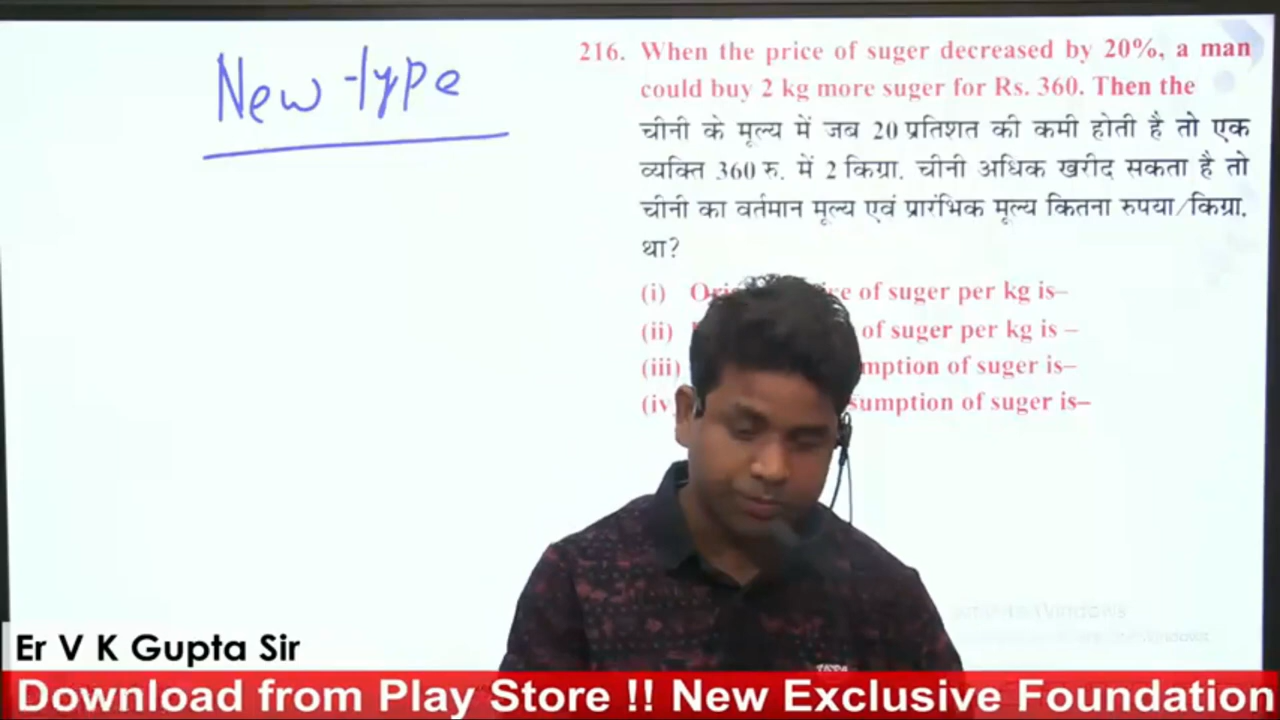 New type
216. When the price of suger decreased by 20%, a man
could buy 2 kg more suger for Rs. 360. Then the
चीनी के मूल्य में जब 20 प्रतिशत की कमी होती है तो एक
व्यक्ति 360 रु. में 2 किग्रा. चीनी अधिक खरीद सकता है तो
चीनी का वर्तमान मूल्य एवं प्रारंभिक मूल्य कितना रुपया/किग्रा.
था?
(i) of suger per kg is–
(ii) of suger per kg is –
(iii) of suger is–
(iv of suger is–
Er V K Gupta Sir
Download from Play Store !! New Exclusive Foundation